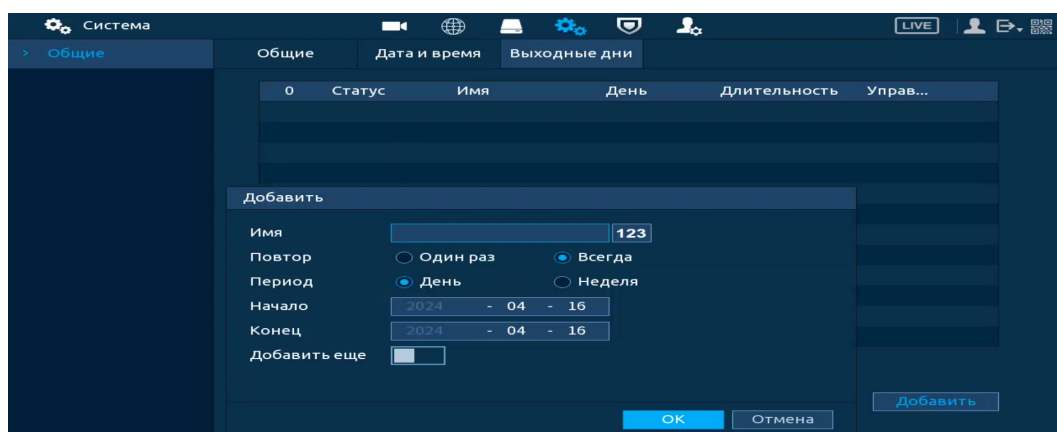 Система LIVE
> Общие Общие Дата и время Выходные дни
0 Статус Имя День Длительность Управ...
Добавить
Имя 123
Повтор Один раз Всегда
Период День Неделя
Начало 2024 - 04 - 16
Конец 2024 - 04 - 16
Добавить еще
Добавить
OK Отмена